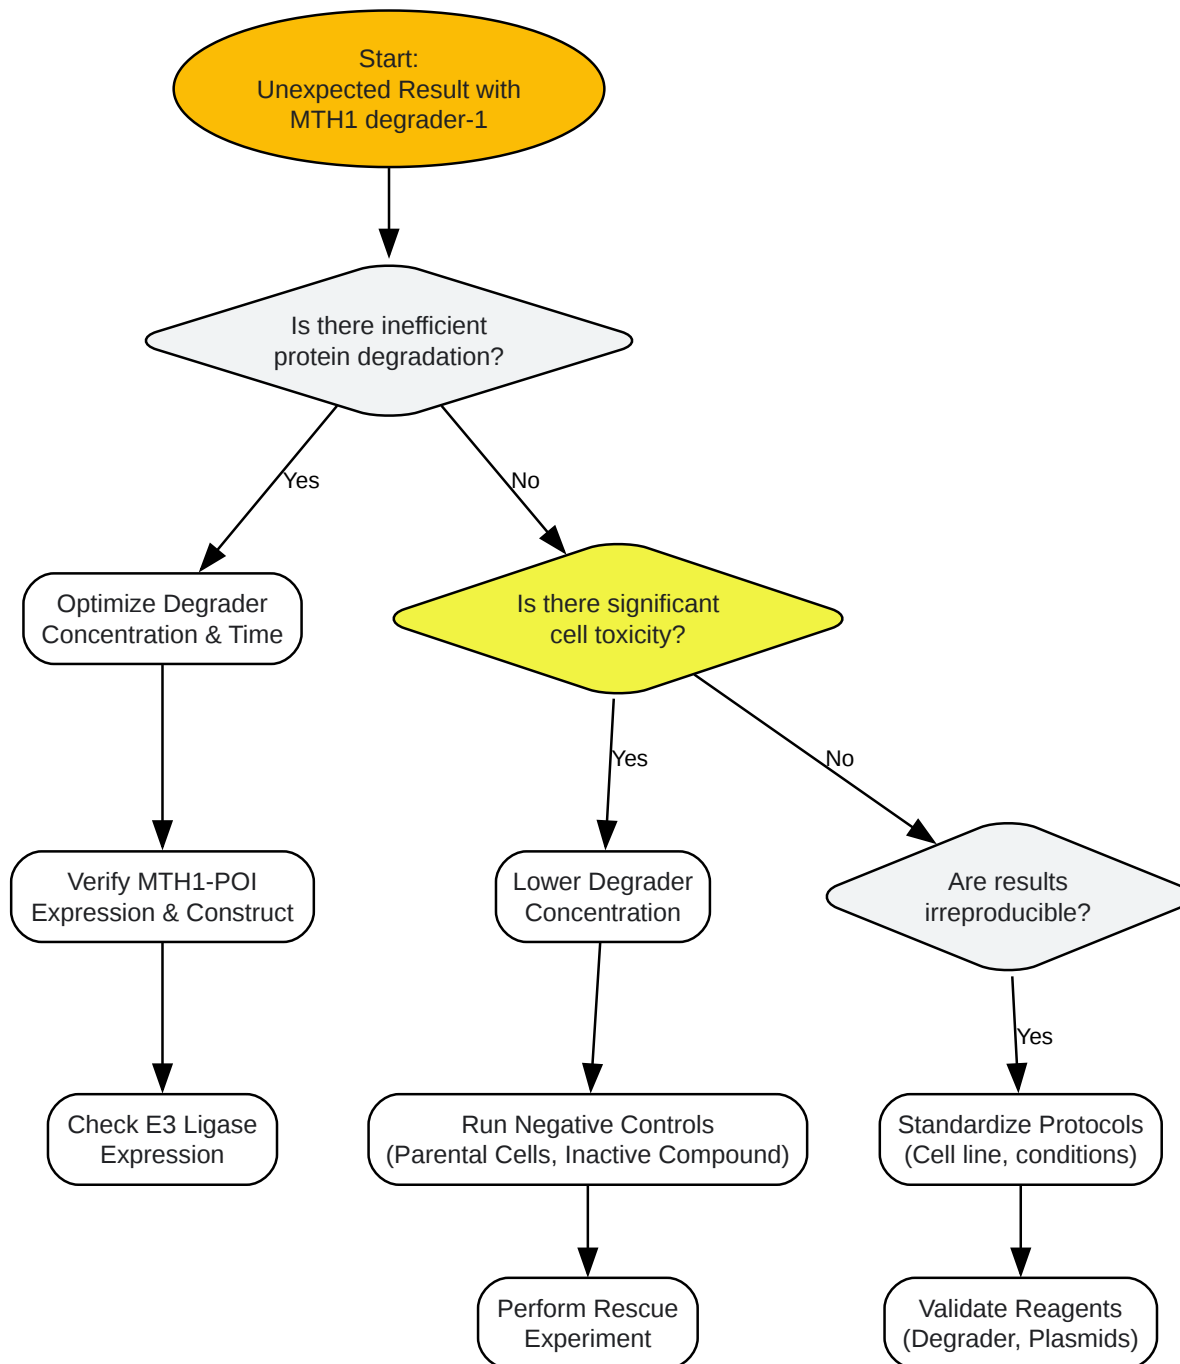 Start:
Unexpected Result with
MTH1 degrader-1
Is there inefficient
protein degradation?
Yes
No
Optimize Degrader
Concentration & Time
Is there significant
cell toxicity?
Yes
No
Verify MTH1-POI
Expression & Construct
Lower Degrader
Concentration
Are results
irreproducible?
Yes
Check E3 Ligase
Expression
Run Negative Controls
(Parental Cells, Inactive Compound)
Standardize Protocols
(Cell line, conditions)
Perform Rescue
Experiment
Validate Reagents
(Degrader, Plasmids)